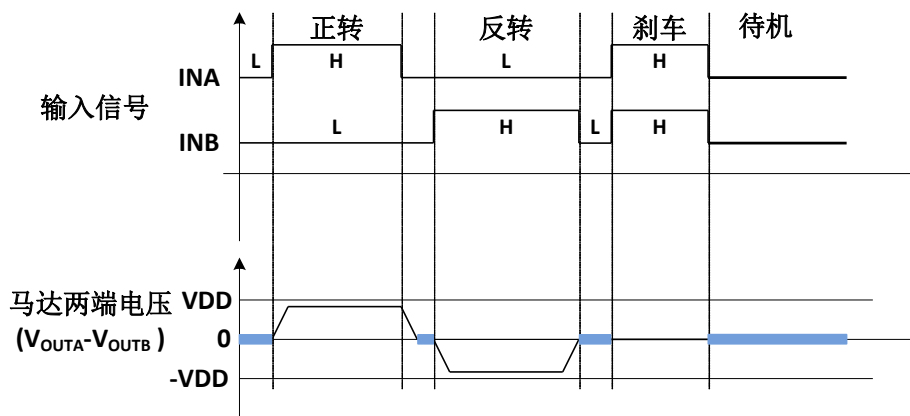 正转 反转 刹车 待机
L H L H
INA
输入信号
L H L H
INB
马达两端电压 VDD
(VOUTA-VOUTB ) 0
-VDD